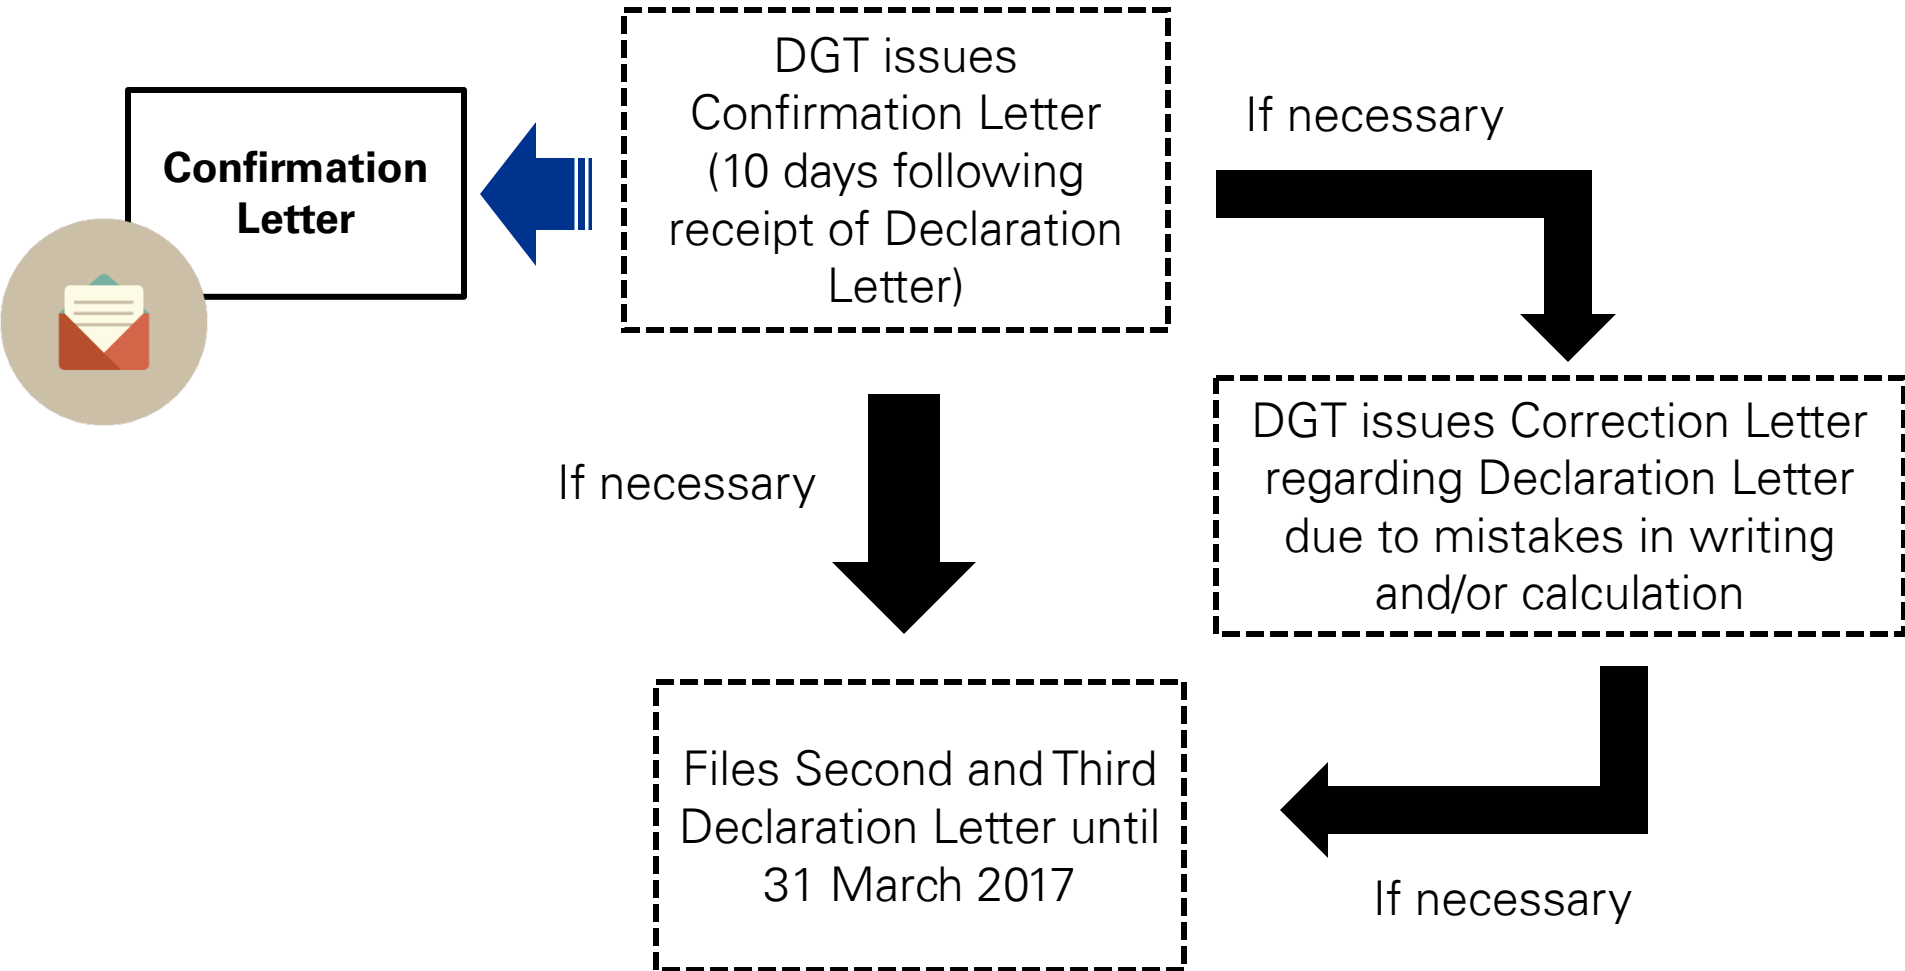 DGT issues
Confirmation Letter
(10 days following
receipt of Declaration
Letter)
Confirmation
Letter
If necessary
DGT issues Correction Letter
regarding Declaration Letter
due to mistakes in writing
and/or calculation
If necessary
Files Second and Third
Declaration Letter until
31 March 2017
If necessary